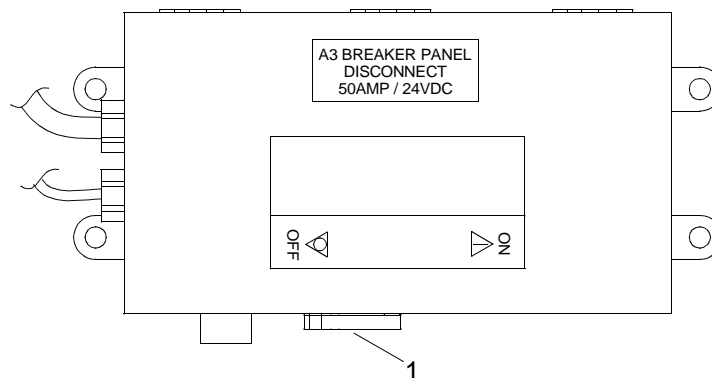 A3 BREAKER PANEL
DISCONNECT
50AMP / 24VDC
OFF
ON
1